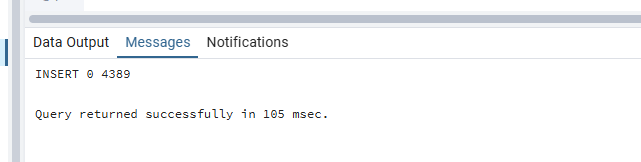 Data Output Messages Notifications
INSERT 0 4389
Query returned successfully in 105 msec.